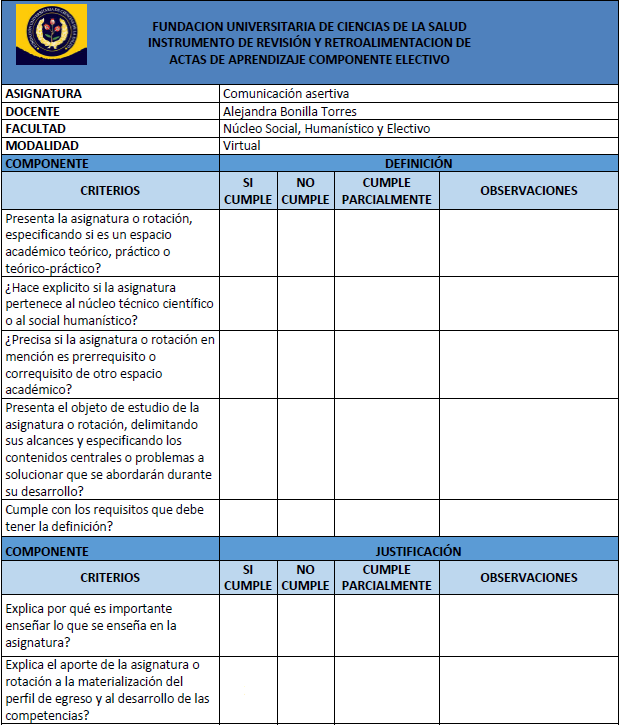 FUNDACION UNIVERSITARIA DE CIENCIAS DE LA SALUD
INSTRUMENTO DE REVISIÓN Y RETROALIMENTACION DE
ACTAS DE APRENDIZAJE COMPONENTE ELECTIVO
ASIGNATURA Comunicación asertiva
DOCENTE Alejandra Bonilla Torres
FACULTAD Núcleo Social, Humanístico y Electivo
MODALIDAD Virtual
COMPONENTE DEFINICIÓN
CRITERIOS
SI
CUMPLE
NO
CUMPLE
CUMPLE
PARCIALMENTE
OBSERVACIONES
Presenta la asignatura o rotación,
especificando si es un espacio
académico teórico, práctico o
teórico-práctico?
¿Hace explicito si la asignatura
pertenece al núcleo técnico científico
o al social humanístico?
¿Precisa si la asignatura o rotación en
mención es prerrequisito o
correquisito de otro espacio
académico?
Presenta el objeto de estudio de la
asignatura o rotación, delimitando
sus alcances y especificando los
contenidos centrales o problemas a
solucionar que se abordarán durante
su desarrollo?
Cumple con los requisitos que debe
tener la definición?
COMPONENTE JUSTIFICACIÓN
CRITERIOS
SI
CUMPLE
NO
CUMPLE
CUMPLE
PARCIALMENTE
OBSERVACIONES
Explica por qué es importante
enseñar lo que se enseña en la
asignatura?
Explica el aporte de la asignatura o
rotación a la materialización del
perfil de egreso y al desarrollo de las
competencias?